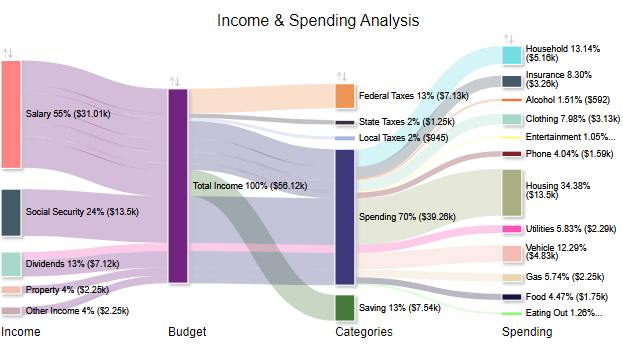 Income & Spending Analysis
Household 13.14%
($5.16k)
Insurance 8.30%
($3.26k)
Federal Taxes 13% ($7.13k)
Alcohol 1.51% ($592)
Salary 55% ($31.01k)
State Taxes 2% ($1.25k)
Clothing 7.98% ($3.13k)
Local Taxes 2% ($945)
Entertainment 1.05%...
Phone 4.04% ($1.59k)
Total Income 100% ($56.12k)
Housing 34.38%
($13.5k)
Social Security 24% ($13.5k)
Spending 70% ($39.26k)
Utilities 5.83% ($2.29k)
Vehicle 12.29%
($4.83k)
Dividends 13% ($7.12k)
Gas 5.74% ($2.25k)
Property 4% ($2.25k)
Food 4.47% ($1.75k)
Saving 13% ($7.54k)
Other Income 4% ($2.25k)
Eating Out 1.26%...
Income
Budget
Categories
Spending